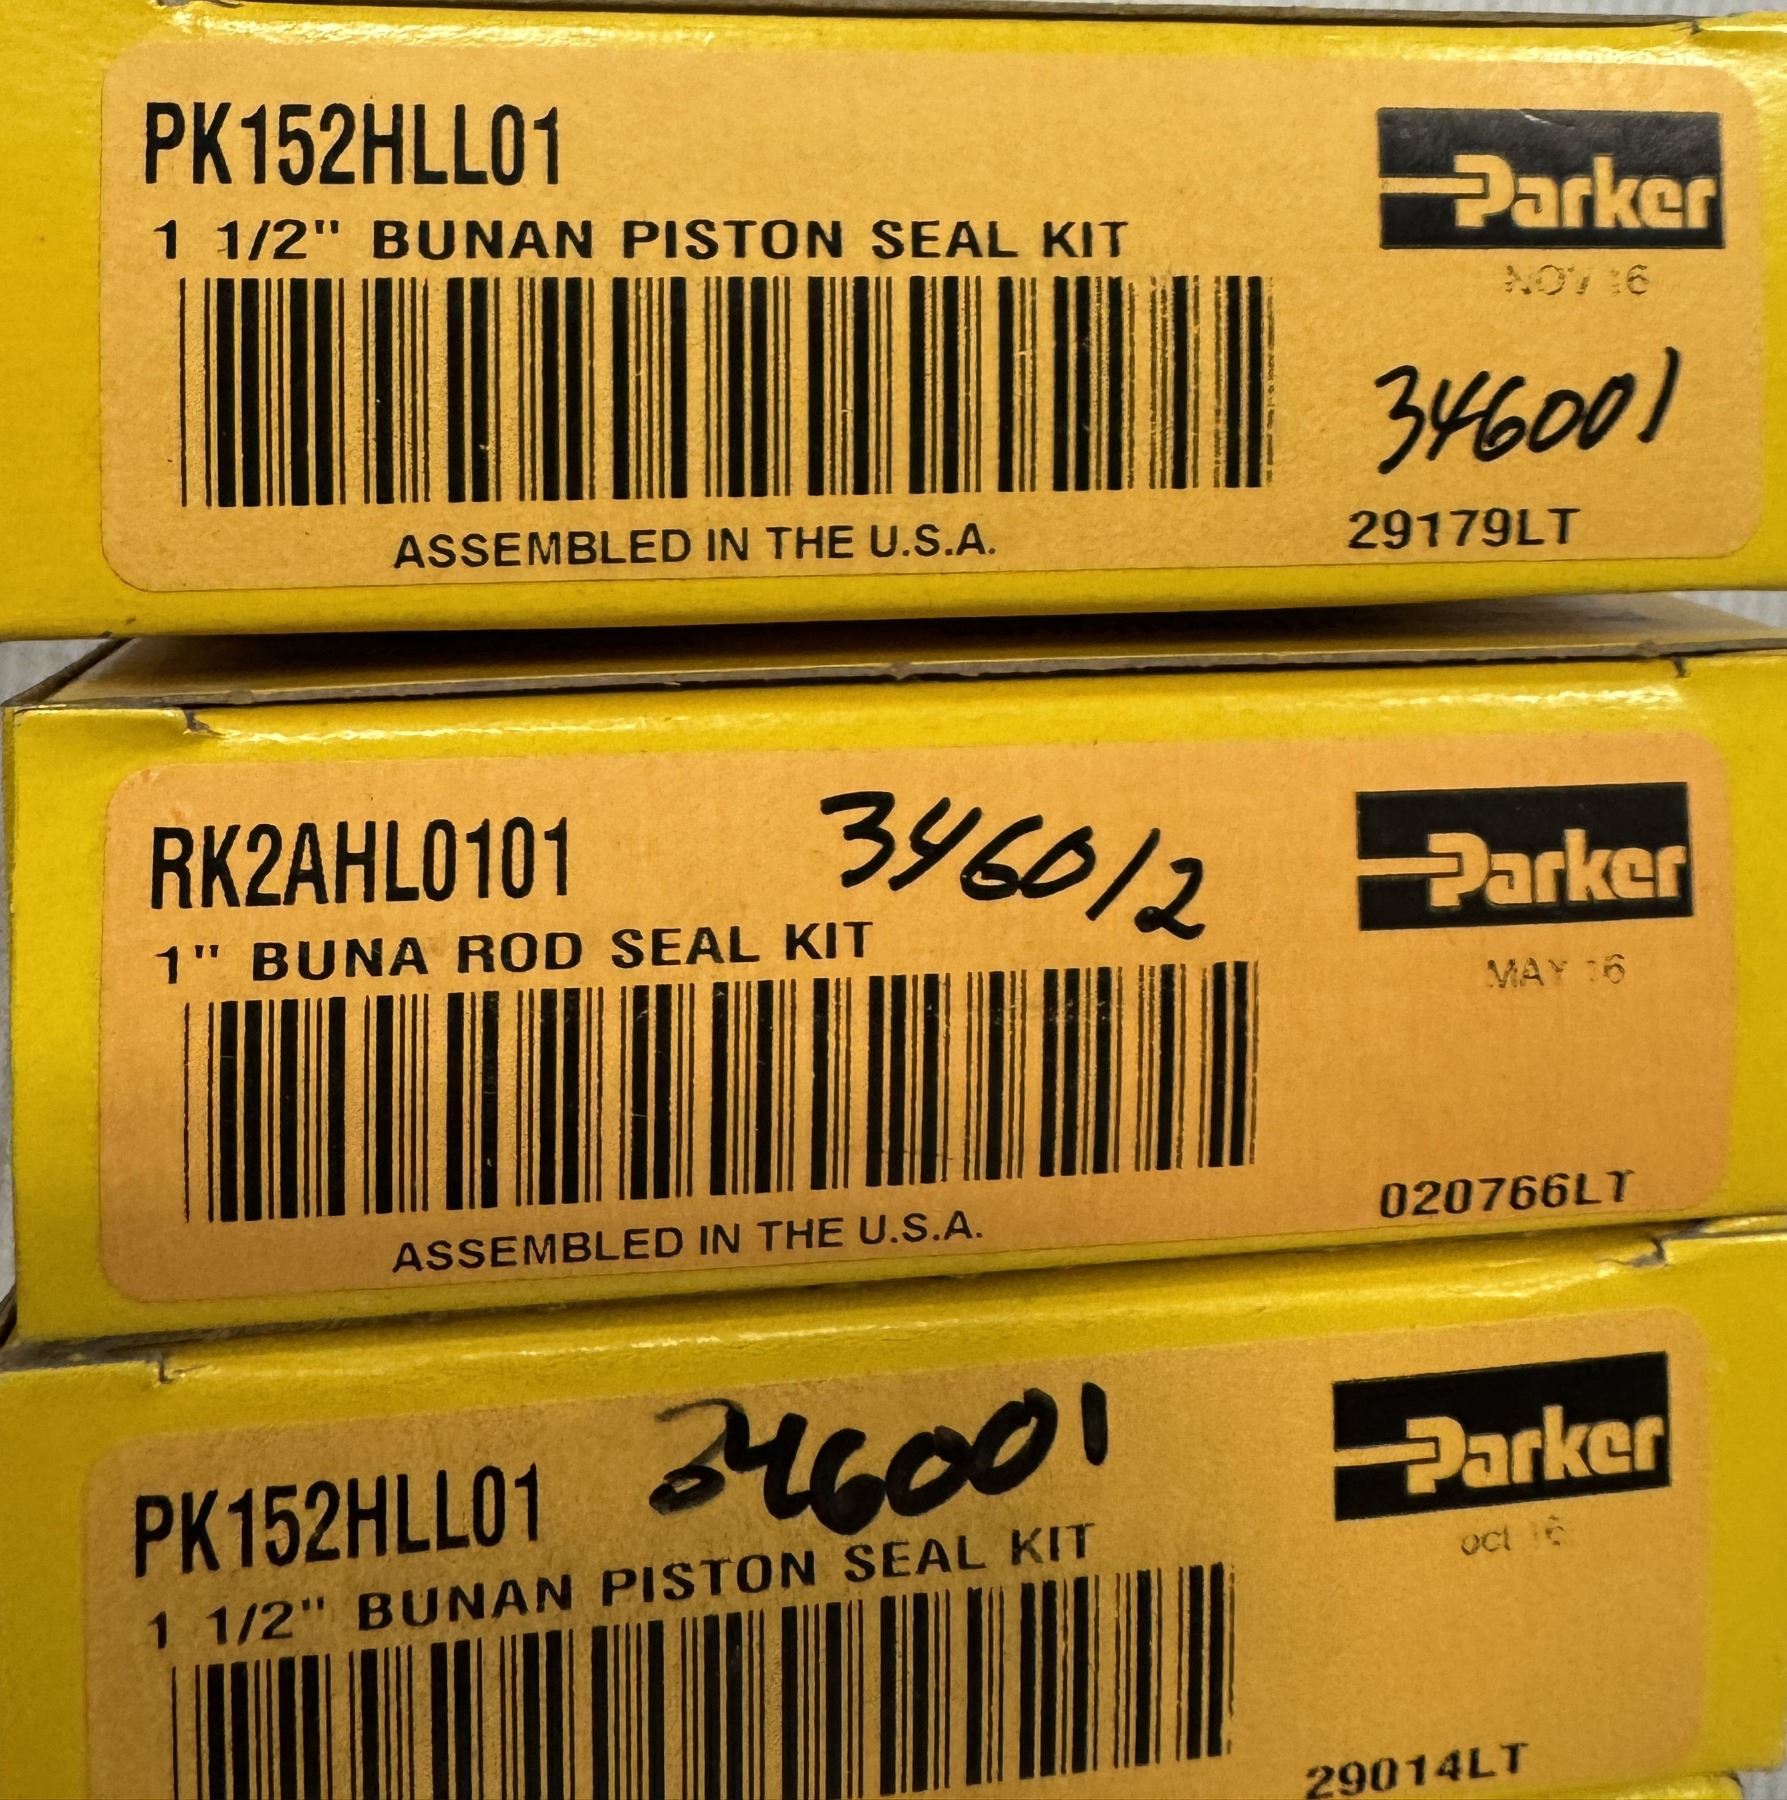 PK152HLL01
Parker
1 1/2" BUNAN PISTON SEAL KIT
NOV 16
346001
29179LT
ASSEMBLED IN THE U.S.A.
RK2AHL0101
346012
Parker
1" BUNA ROD SEAL KIT
MAY 16
020766LT
ASSEMBLED IN THE U.S.A.
346001
Parker
PK152HLL01
oct 16
1 1/2" BUNAN PISTON SEAL KIT
29014LT